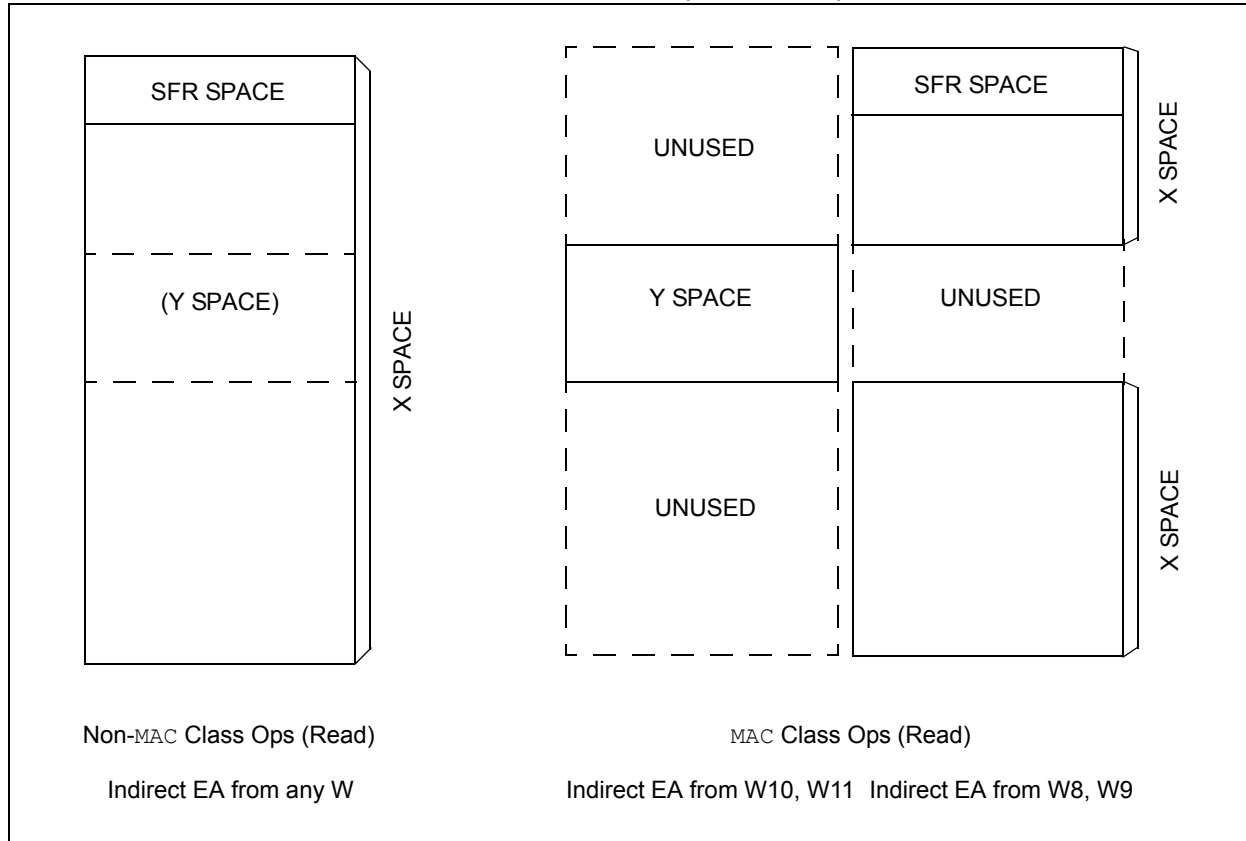 SFR SPACE
(Y SPACE)
X SPACE
Non-MAC Class Ops (Read)
Indirect EA from any W
UNUSED
Y SPACE
UNUSED
SFR SPACE
UNUSED
X SPACE
X SPACE
MAC Class Ops (Read)
Indirect EA from W10, W11 Indirect EA from W8, W9